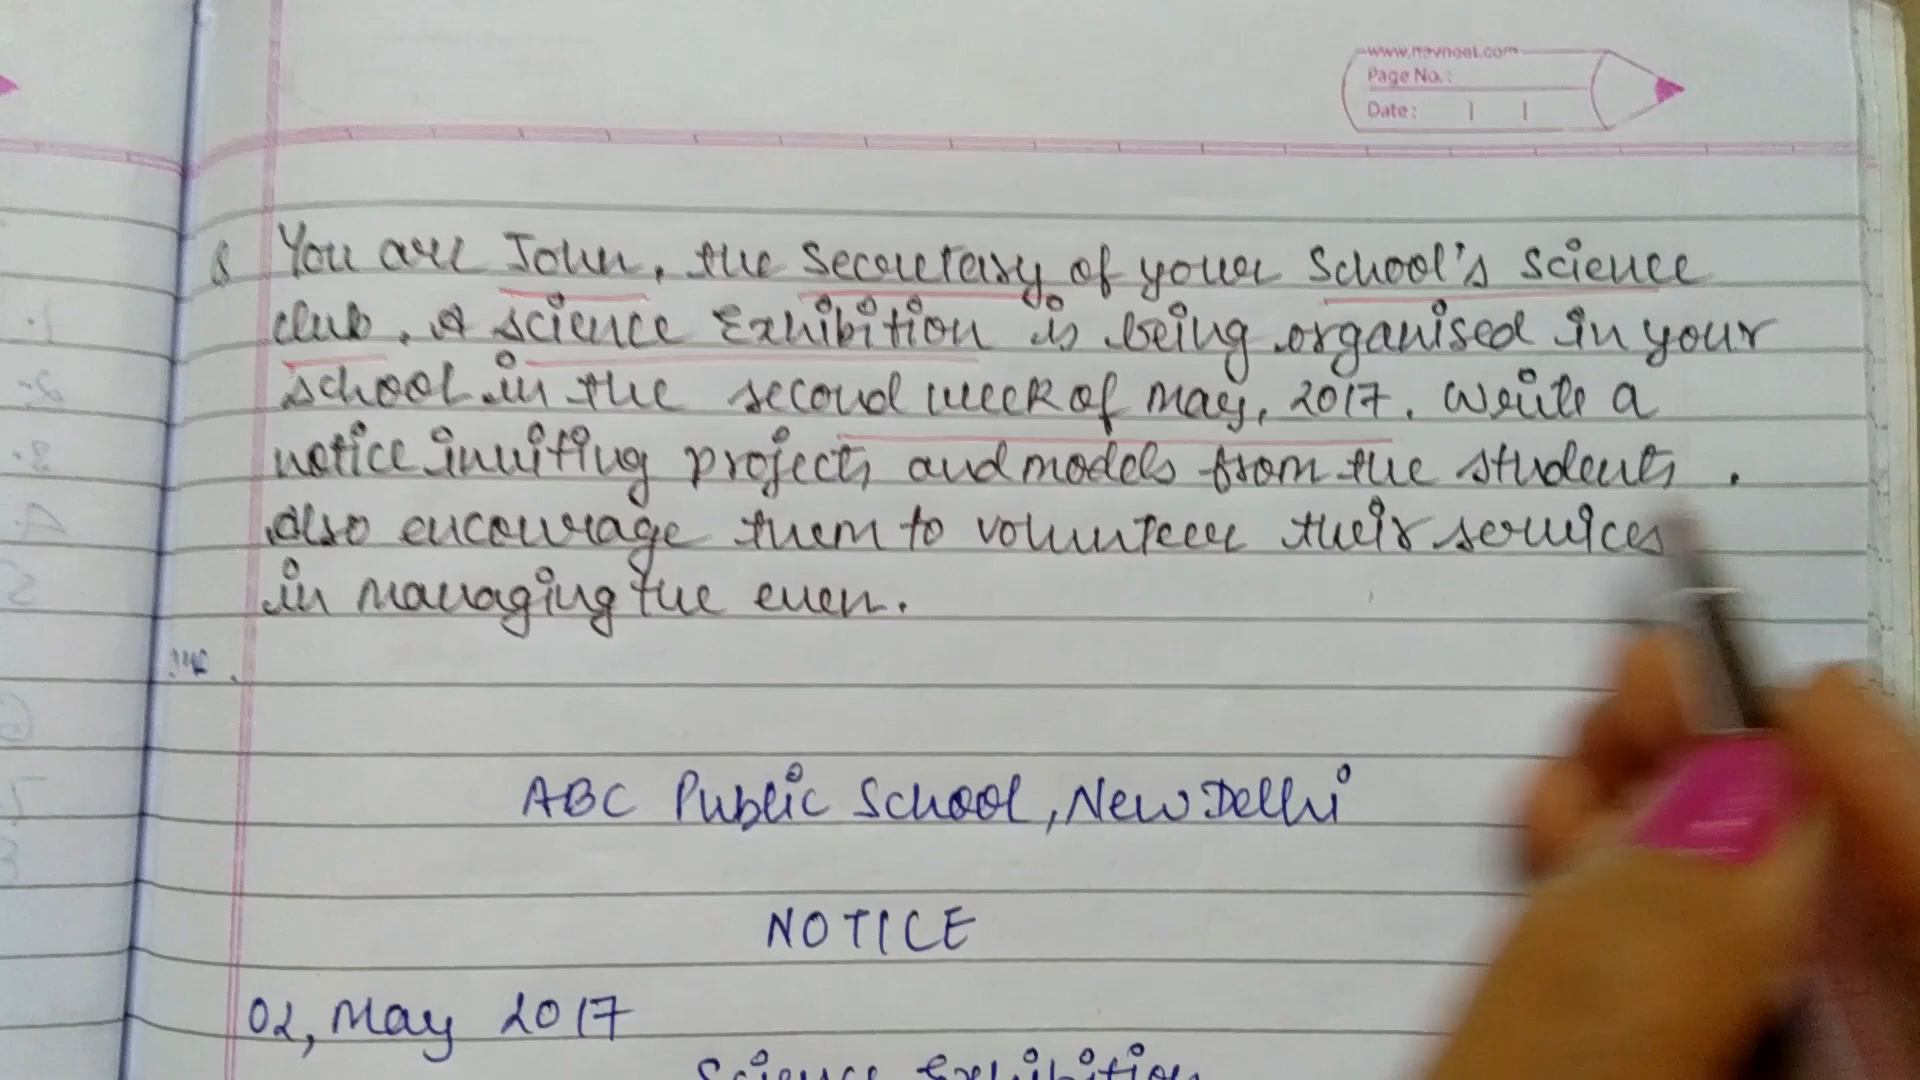 www.navneet.com
Page No.:
Date:
Q You are John, the Secretary of your School's Science
club. A science Exhibition is being organised in your
school in the second week of May, 2017. Write a
notice inviting projects and models from the students.
Also encourage them to volunteer their services
in managing the even.
Ans.
ABC Public School, New Delhi
NOTICE
02, May 2017
Science Exhibition